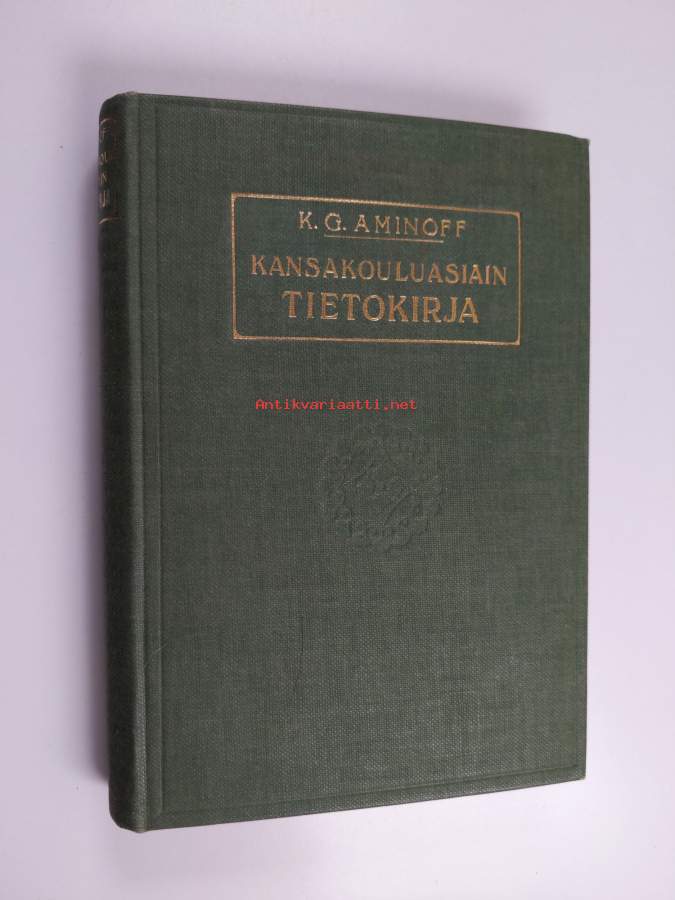 K. G. AMINOFF
KANSAKOULUASIAIN
TIETOKIRJA
Antikvariaatti.net